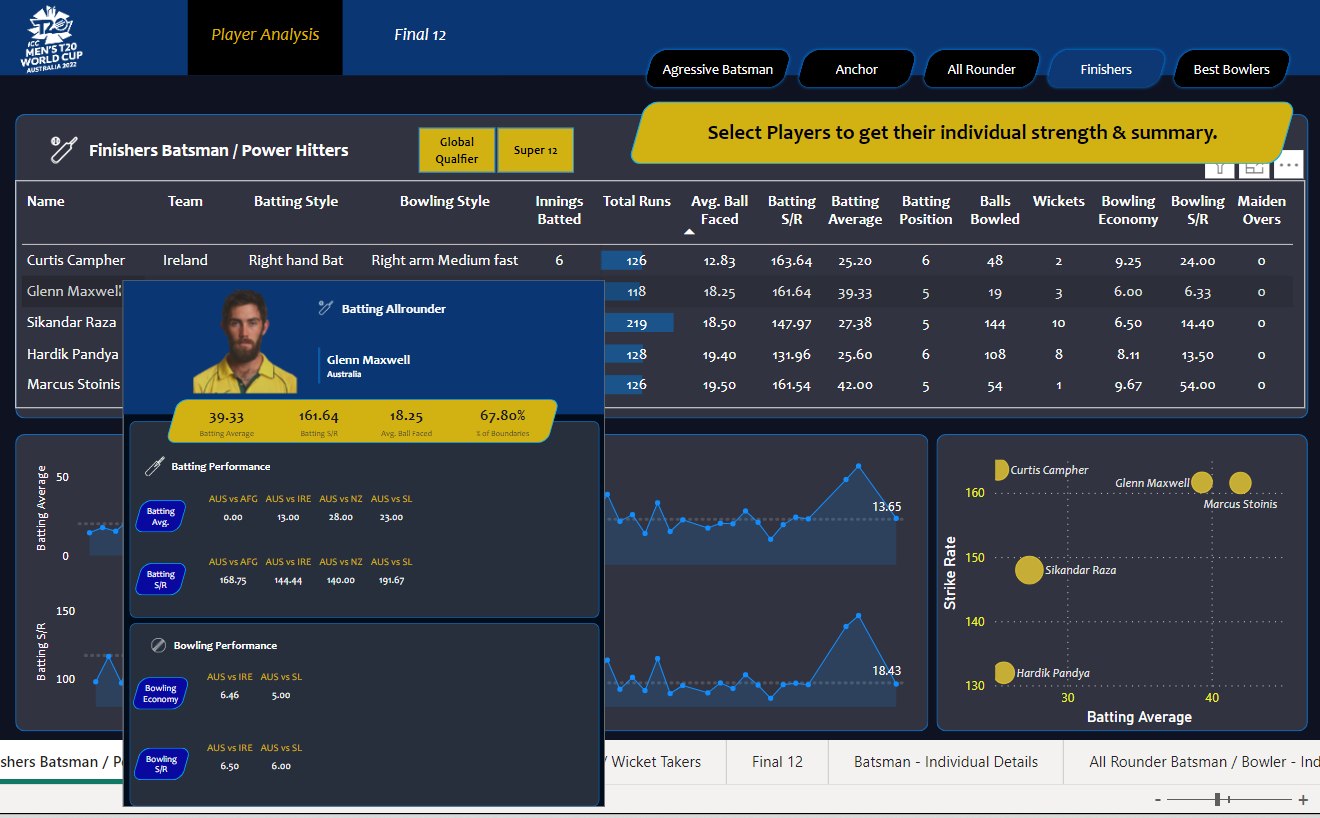 ICC
MEN'S T20
WORLD CUP
AUSTRALIA 2022
Player Analysis
Final 12
Agressive Batsman
Anchor
All Rounder
Finishers
Best Bowlers
Select Players to get their individual strength & summary.
Finishers Batsman / Power Hitters
Global
Qualfier
Super 12
Name Team Batting Style Bowling Style Innings Batted Total Runs Avg. Ball Faced Batting S/R Batting Average Batting Position Balls Bowled Wickets Bowling Economy Bowling S/R Maiden Overs
Curtis Campher Ireland Right hand Bat Right arm Medium fast 6 126 12.83 163.64 25.20 6 48 2 9.25 24.00 0
Glenn Maxwell 118 18.25 161.64 39.33 5 19 3 6.00 6.33 0
Sikandar Raza 219 18.50 147.97 27.38 5 144 10 6.50 14.40 0
Hardik Pandya 128 19.40 131.96 25.60 6 108 8 8.11 13.50 0
Marcus Stoinis 126 19.50 161.54 42.00 5 54 1 9.67 54.00 0
Batting Allrounder
Glenn Maxwell
Australia
39.33 161.64 18.25 67.80%
Batting Average Batting S/R Avg. Ball Faced % of Boundaries
Batting Performance
AUS vs AFG AUS vs IRE AUS vs NZ AUS vs SL
Batting
Avg.
0.00 13.00 28.00 23.00
AUS vs AFG AUS vs IRE AUS vs NZ AUS vs SL
Batting
S/R
168.75 144.44 140.00 191.67
Bowling Performance
AUS vs IRE AUS vs SL
Bowling
Economy
6.46 5.00
AUS vs IRE AUS vs SL
Bowling
S/R
6.50 6.00
Batting Average
50
0
13.65
Batting S/R
150
100
18.43
Strike Rate
160
150
140
130
Curtis Campher
Glenn Maxwell
Marcus Stoinis
Sikandar Raza
Hardik Pandya
30 40
Batting Average
shers Batsman / P
/ Wicket Takers
Final 12
Batsman - Individual Details
All Rounder Batsman / Bowler - Ind
- +